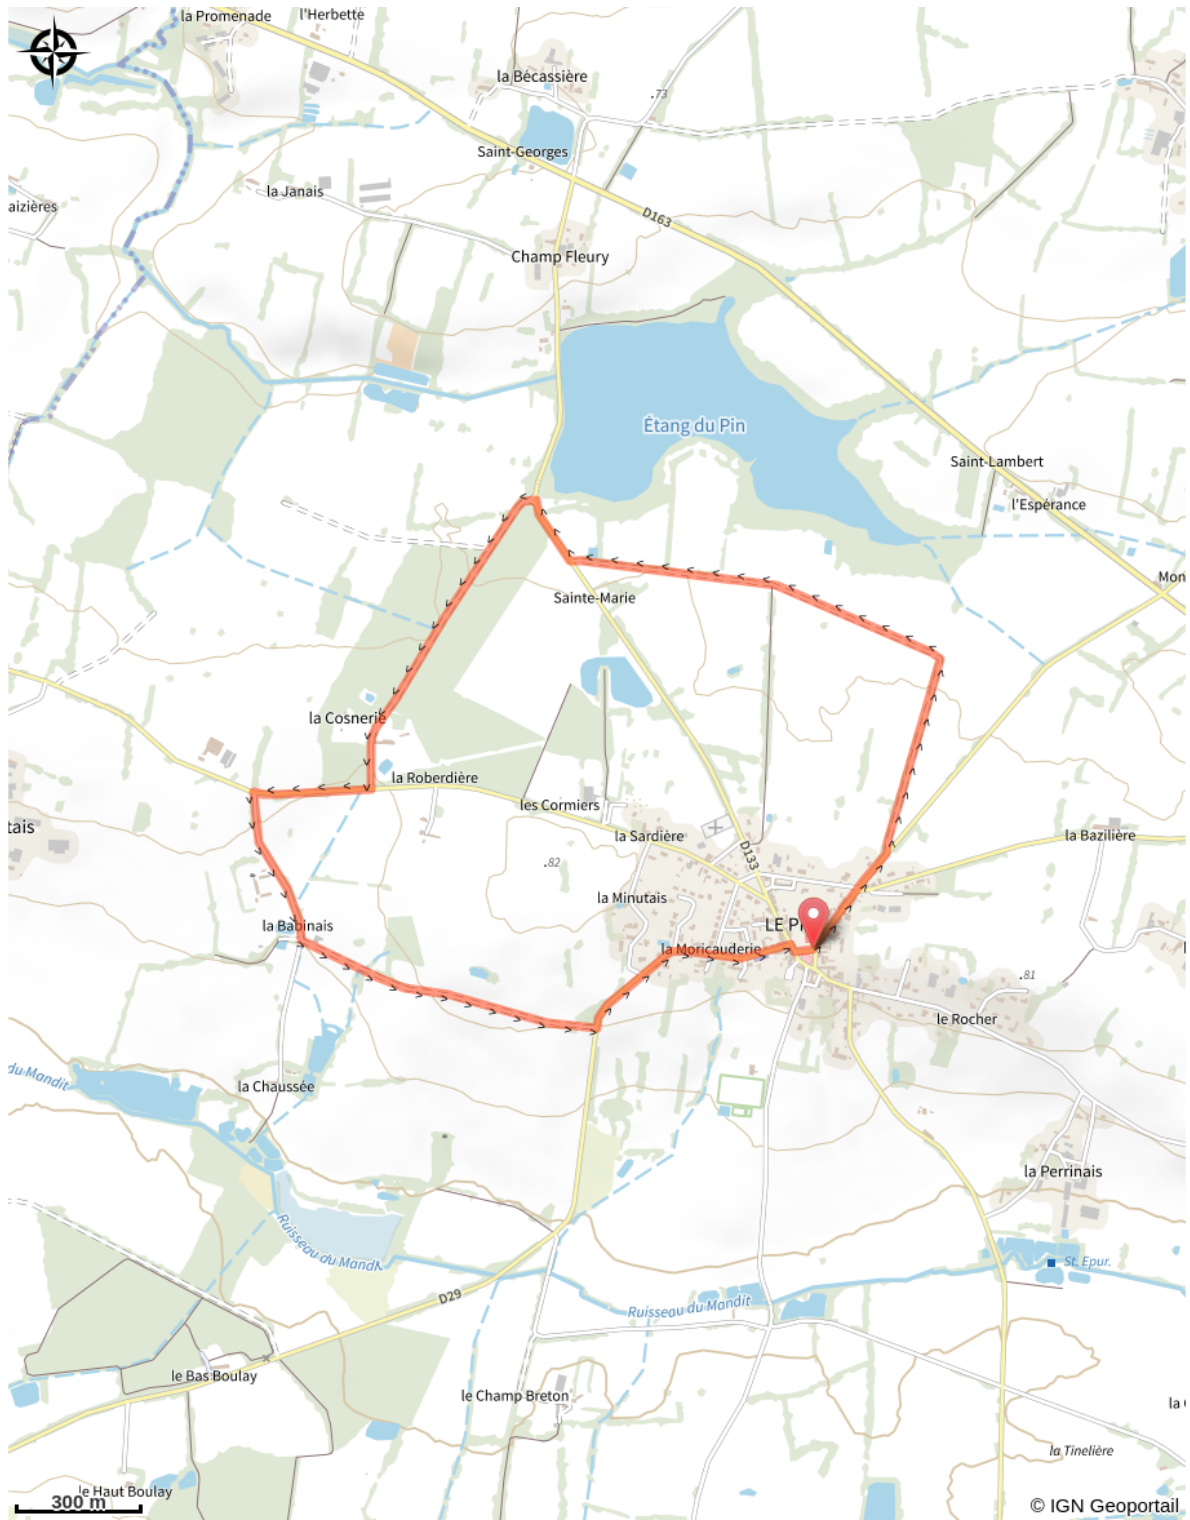 la Promenade
l'Herbette
la Bécassière
73
Saint-Georges
la Janais
aizières
D163
Champ Fleury
Étang du Pin
Saint-Lambert
l'Espérance
Mon
Sainte-Marie
la Cosnerie
la Roberdière
les Cormiers
tais
la Sardière
la Bazilière
D133
.82
la Minutais
la Babinais
LE P
la Moricauderie
.81
le Rocher
du Mandit
la Chaussée
la Perrinais
Ruisseau du Mandit
St. Epur.
D29
Ruisseau du Mandit
le Bas Boulay
le Champ Breton
la
la Tinelière
le Haut Boulay
300 m
© IGN Geoportail